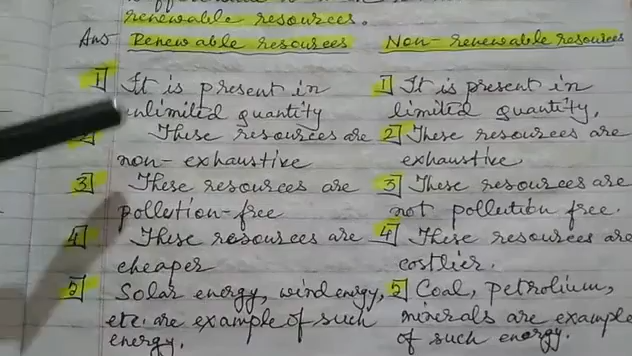 renewable resources.
Ans Renewable resources Non-renewable resources
1 It is present in
unlimited quantity
2 These resources are
non-exhaustive
3 These resources are
pollution-free
4 These resources are
cheaper
5 Solar energy, wind energy,
etc. are example of such
energy.
1 It is present in
limited quantity.
2 These resources are
exhaustive
3 These resources are
not pollution free.
4 These resources are
costlier.
5 Coal, petrolium,
minerals are example
of such energy.